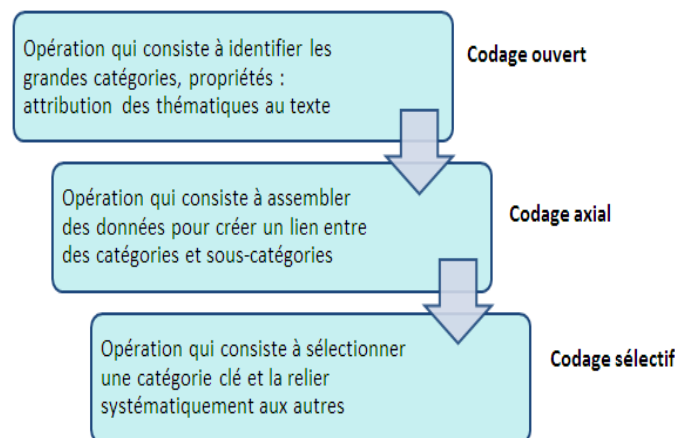 Opération qui consiste à identifier les
grandes catégories, propriétés :
attribution des thématiques au texte
Codage ouvert
Opération qui consiste à assembler
des données pour créer un lien entre
des catégories et sous-catégories
Codage axial
Opération qui consiste à sélectionner
une catégorie clé et la relier
systématiquement aux autres
Codage sélectif